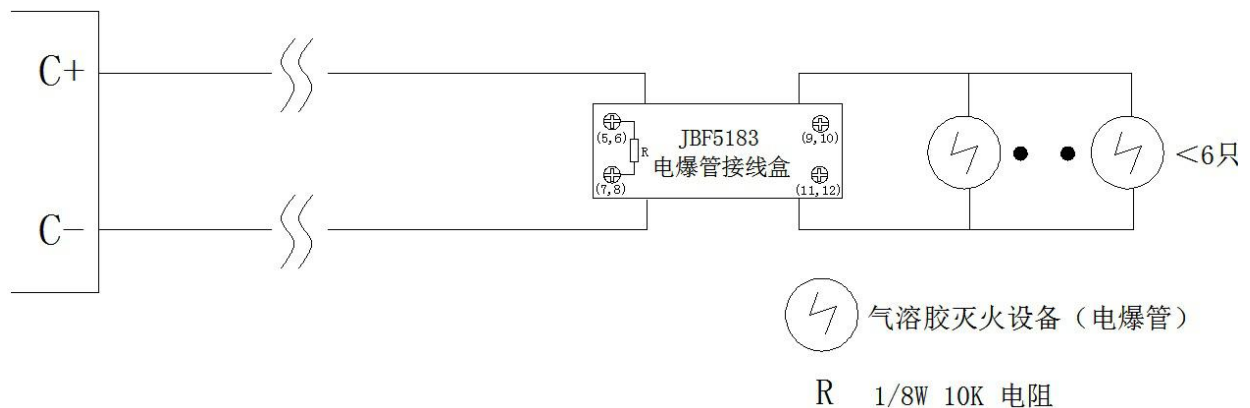 C+
(5,6)
R
(7,8)
JBF5183
电爆管接线盒
(9,10)
(11,12)
<6只
C-
气溶胶灭火设备（电爆管）
R 1/8W 10K 电阻